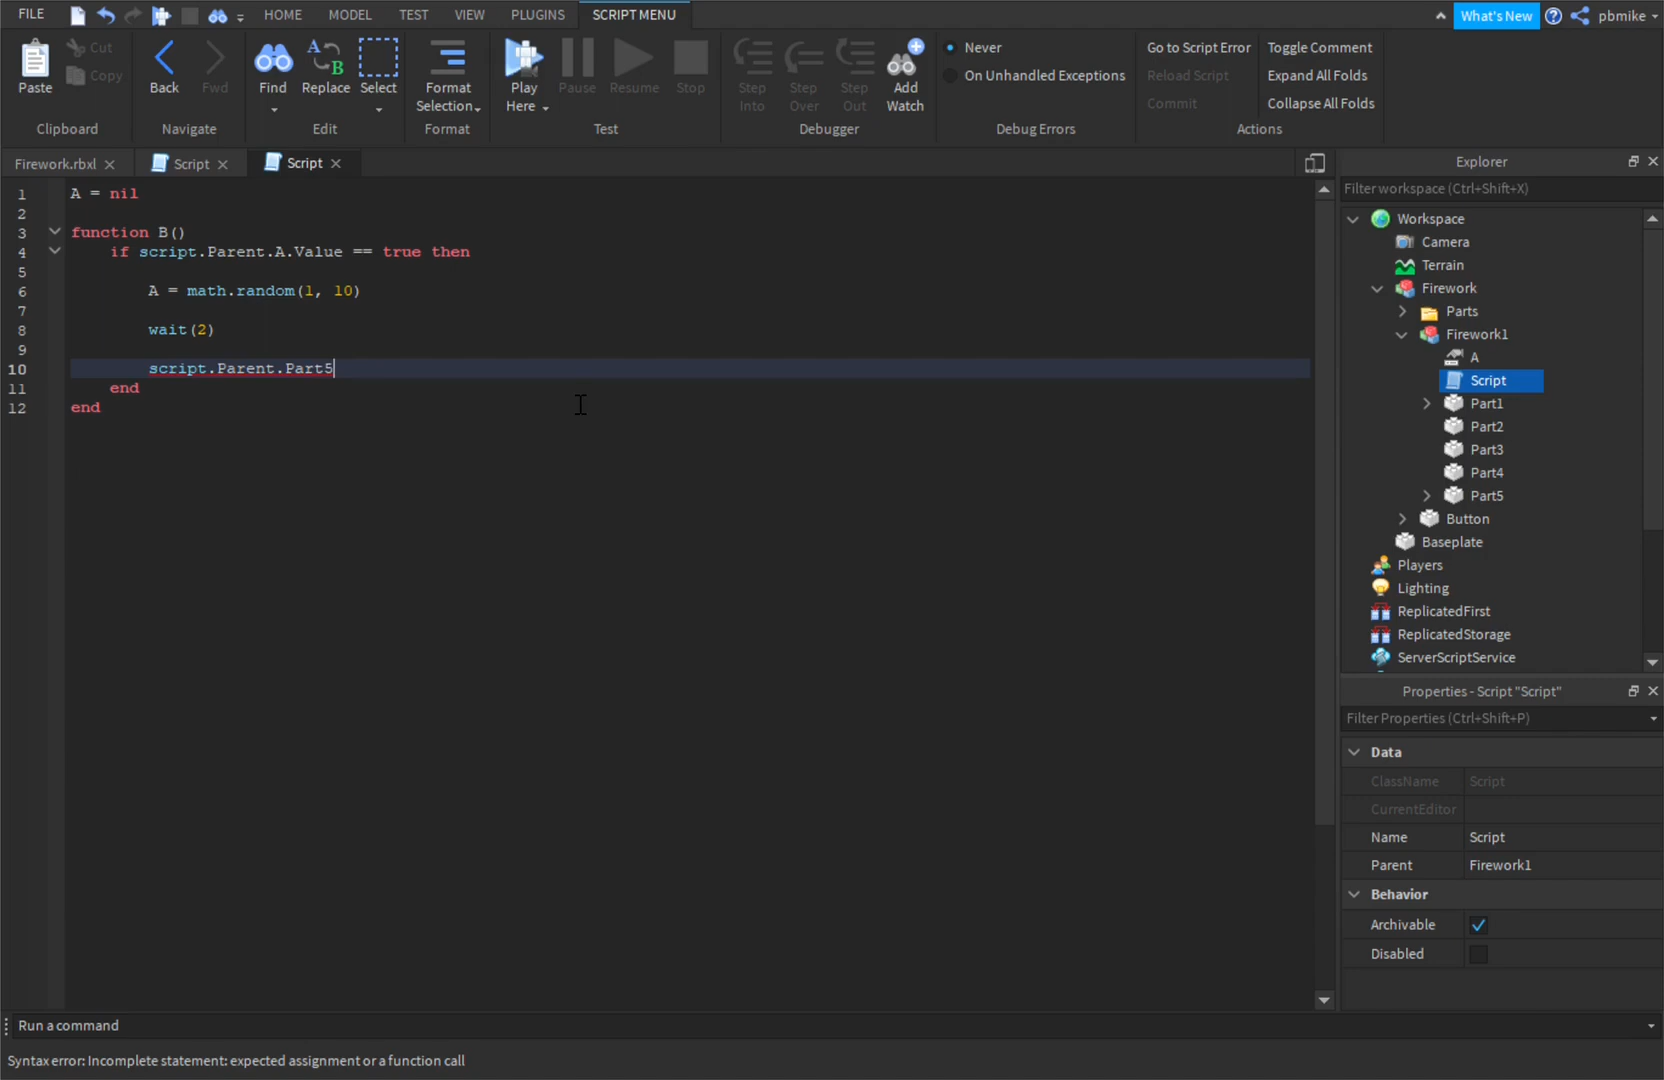 FILE HOME MODEL TEST VIEW PLUGINS SCRIPT MENU What's New pbmike
Paste Cut Copy Clipboard
Back Fwd Navigate
Find Replace Select Edit
Format Selection Format
Play Here Pause Resume Stop Test
Step Into Step Over Step Out Add Watch Debugger
Never
On Unhandled Exceptions
Debug Errors
Go to Script Error Toggle Comment
Reload Script Expand All Folds
Commit Collapse All Folds
Actions
Firework.rbxl Script Script
1 A = nil
2
3 function B()
4 if script.Parent.A.Value == true then
5
6 A = math.random(1, 10)
7
8 wait(2)
9
10 script.Parent.Part5
11 end
12 end
Explorer
Filter workspace (Ctrl+Shift+X)
Workspace
Camera
Terrain
Firework
Parts
Firework1
A
Script
Part1
Part2
Part3
Part4
Part5
Button
Baseplate
Players
Lighting
ReplicatedFirst
ReplicatedStorage
ServerScriptService
Properties - Script "Script"
Filter Properties (Ctrl+Shift+P)
Data
ClassName Script
CurrentEditor
Name Script
Parent Firework1
Behavior
Archivable
Disabled
Run a command
Syntax error: Incomplete statement: expected assignment or a function call